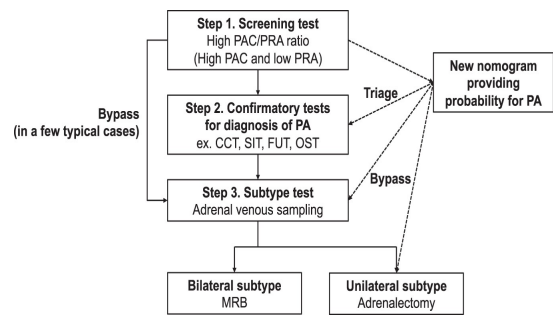 Step 1. Screening test
High PAC/PRA ratio
(High PAC and low PRA)
New nomogram
providing
probability for PA
Triage
Bypass
(in a few typical cases)
Step 2. Confirmatory tests
for diagnosis of PA
ex. CCT, SIT, FUT, OST
Bypass
Step 3. Subtype test
Adrenal venous sampling
Bilateral subtype
MRB
Unilateral subtype
Adrenalectomy